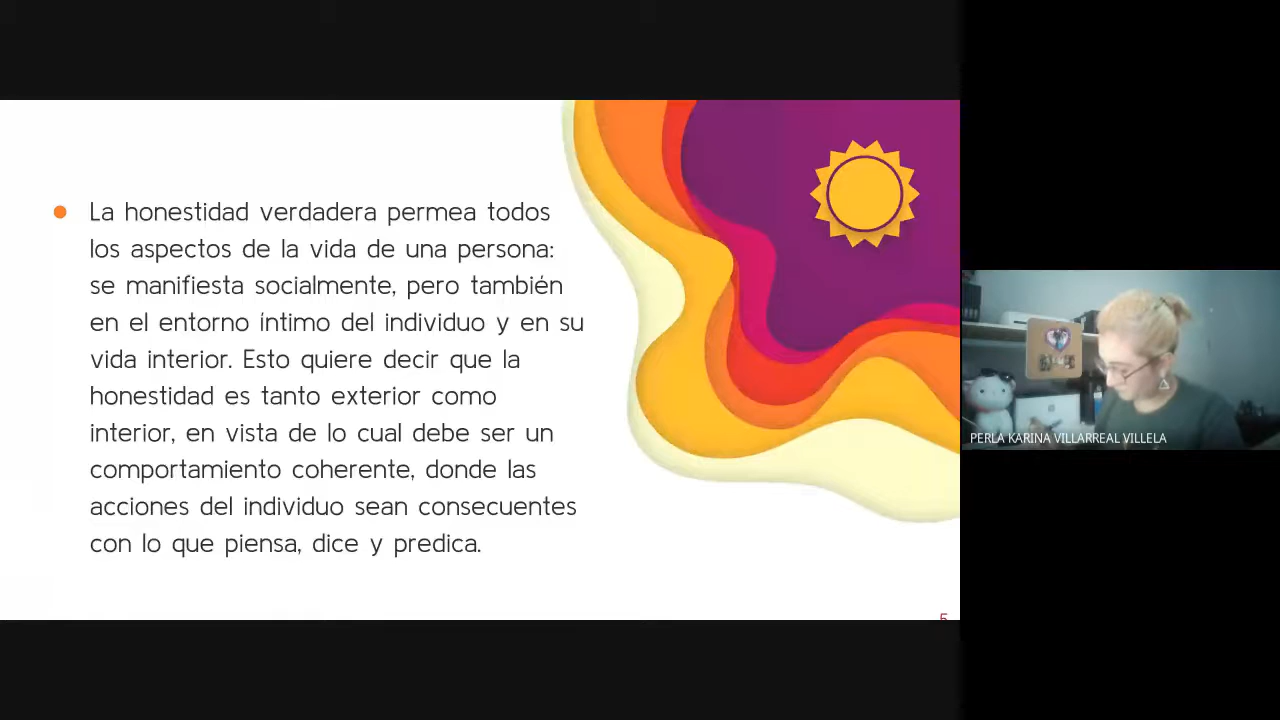 La honestidad verdadera permea todos
los aspectos de la vida de una persona:
se manifiesta socialmente, pero también
en el entorno íntimo del individuo y en su
vida interior. Esto quiere decir que la
honestidad es tanto exterior como
interior, en vista de lo cual debe ser un
comportamiento coherente, donde las
acciones del individuo sean consecuentes
con lo que piensa, dice y predica.
5
PERLA KARINA VILLARREAL VILLELA